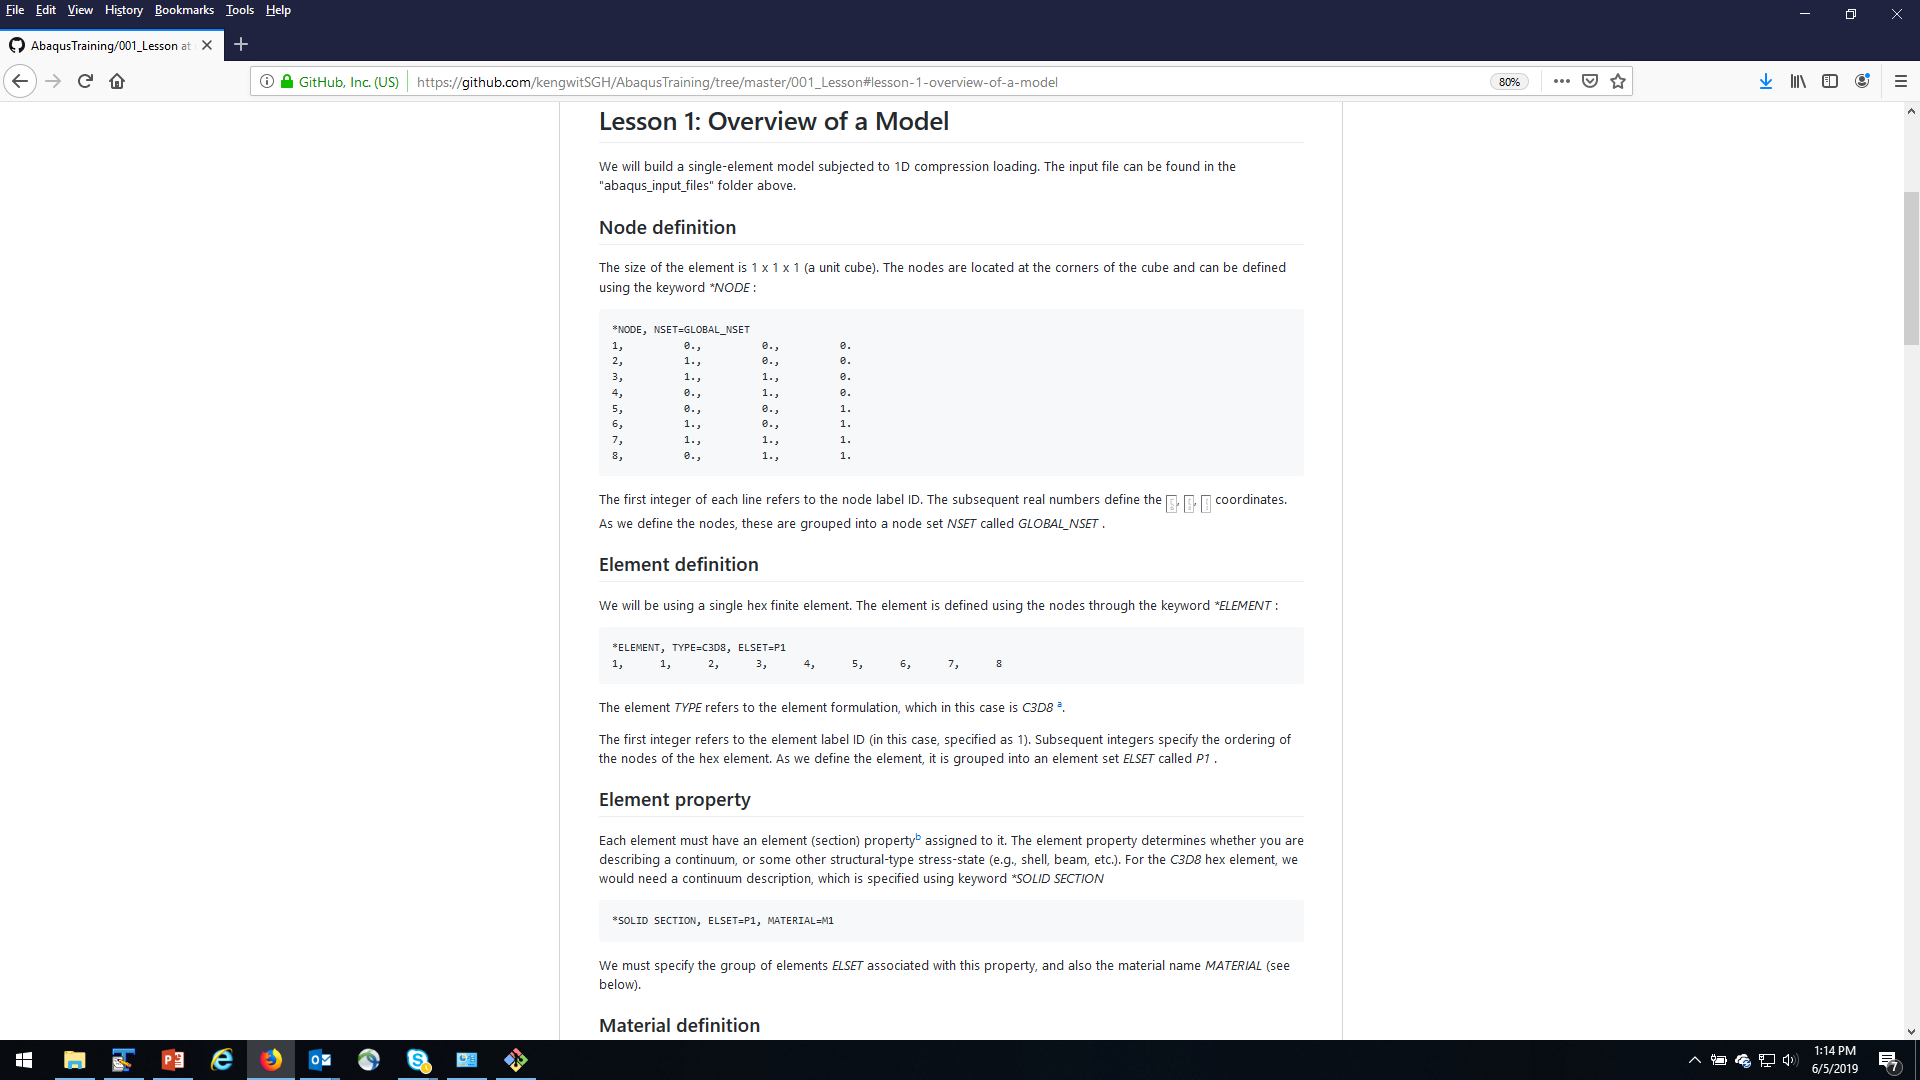 File Edit View History Bookmarks Tools Help
AbaqusTraining/001_Lesson at
GitHub, Inc. (US) https://github.com/kengwitSGH/AbaqusTraining/tree/master/001_Lesson#lesson-1-overview-of-a-model 80%
Lesson 1: Overview of a Model
We will build a single-element model subjected to 1D compression loading. The input file can be found in the
"abaqus_input_files" folder above.
Node definition
The size of the element is 1 x 1 x 1 (a unit cube). The nodes are located at the corners of the cube and can be defined
using the keyword *NODE :
*NODE, NSET=GLOBAL_NSET
1, 0., 0., 0.
2, 1., 0., 0.
3, 1., 1., 0.
4, 0., 1., 0.
5, 0., 0., 1.
6, 1., 0., 1.
7, 1., 1., 1.
8, 0., 1., 1.
The first integer of each line refers to the node label ID. The subsequent real numbers define the , , coordinates.
As we define the nodes, these are grouped into a node set NSET called GLOBAL_NSET .
Element definition
We will be using a single hex finite element. The element is defined using the nodes through the keyword *ELEMENT :
*ELEMENT, TYPE=C3D8, ELSET=P1
1, 1, 2, 3, 4, 5, 6, 7, 8
The element TYPE refers to the element formulation, which in this case is C3D8 a.
The first integer refers to the element label ID (in this case, specified as 1). Subsequent integers specify the ordering of
the nodes of the hex element. As we define the element, it is grouped into an element set ELSET called P1 .
Element property
Each element must have an element (section) propertyb assigned to it. The element property determines whether you are
describing a continuum, or some other structural-type stress-state (e.g., shell, beam, etc.). For the C3D8 hex element, we
would need a continuum description, which is specified using keyword *SOLID SECTION
*SOLID SECTION, ELSET=P1, MATERIAL=M1
We must specify the group of elements ELSET associated with this property, and also the material name MATERIAL (see
below).
Material definition
1:14 PM
6/5/2019
7